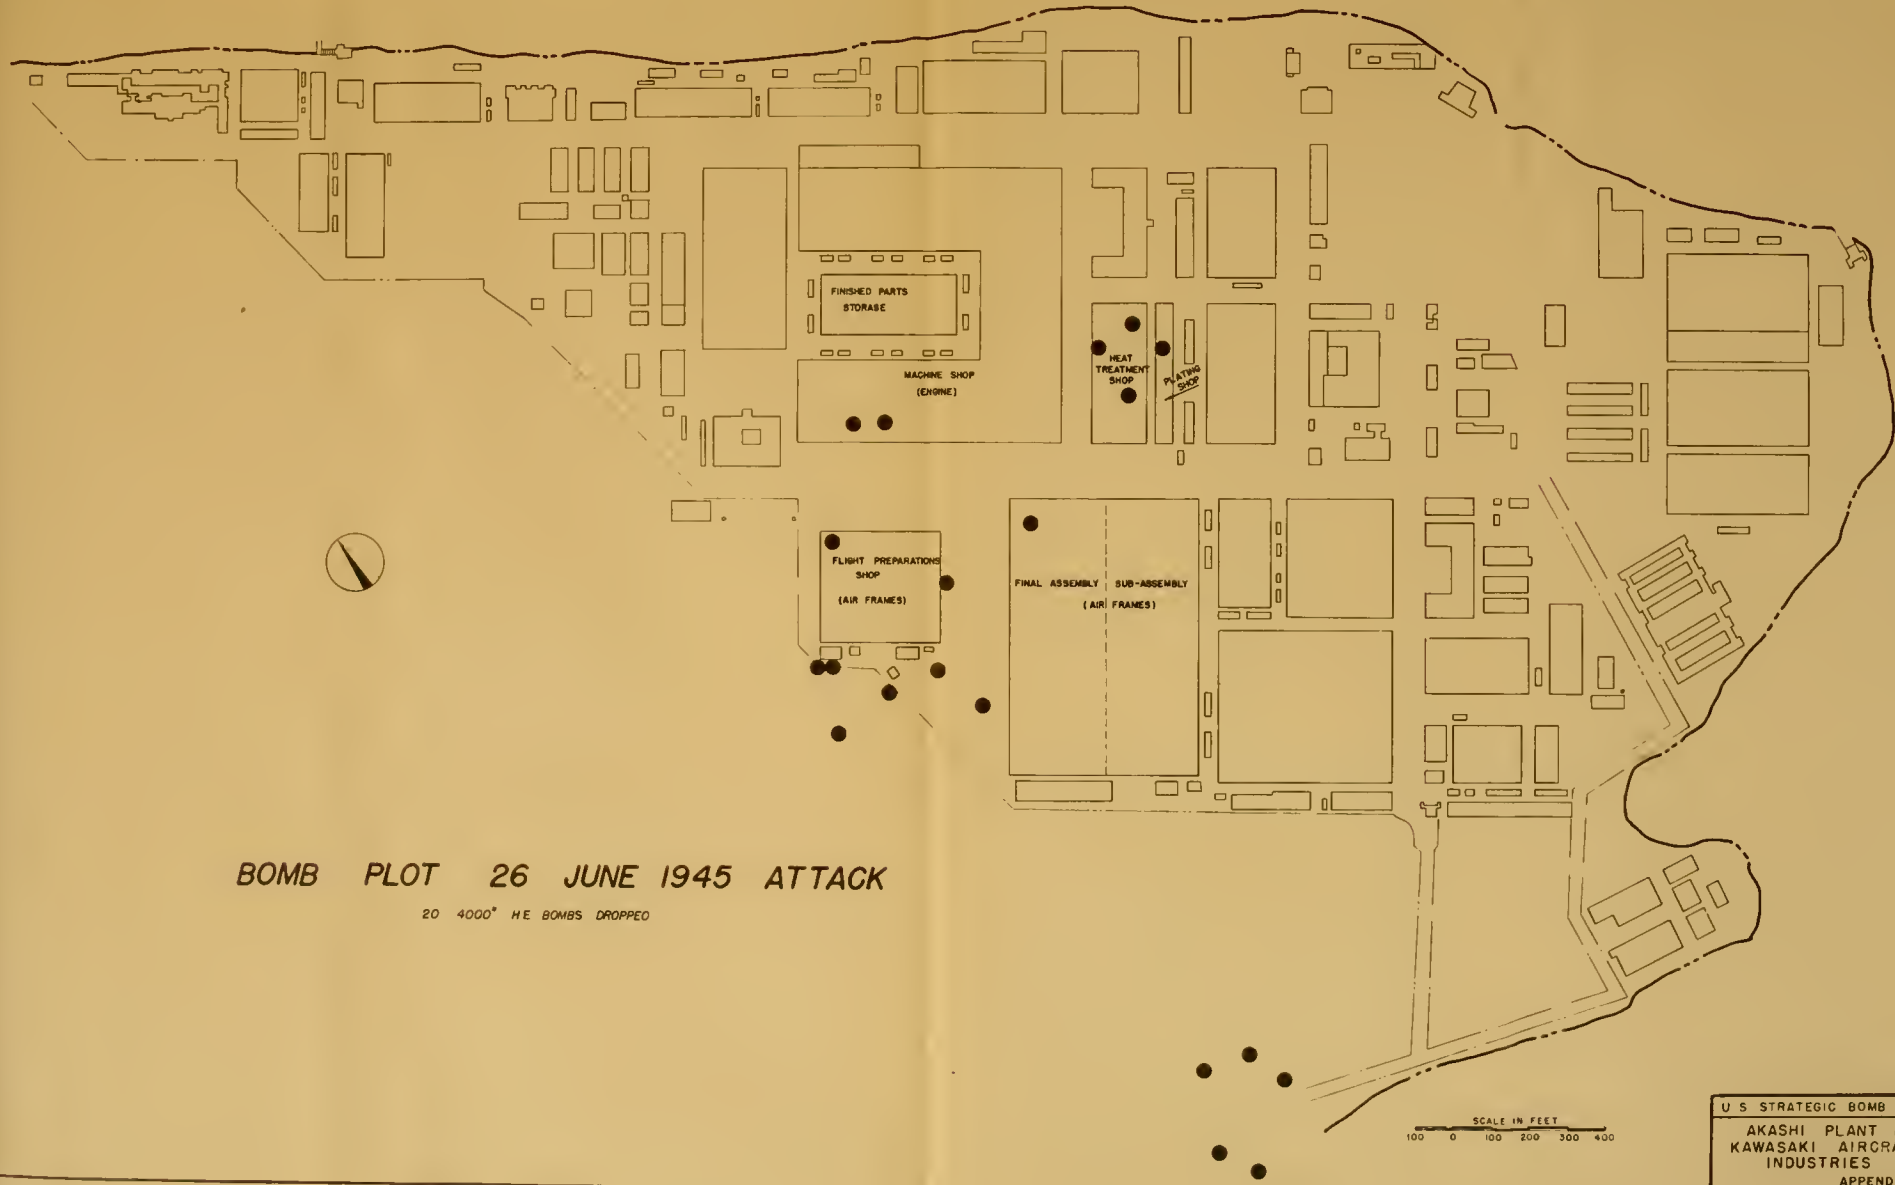 FINISHED PARTS
STORAGE
MACHINE SHOP
(ENGINE)
HEAT
TREATMENT
SHOP
PLATING
SHOP
FLIGHT PREPARATIONS
SHOP
(AIR FRAMES)
FINAL ASSEMBLY SUB-ASSEMBLY
(AIR FRAMES)
BOMB PLOT 26 JUNE 1945 ATTACK
20 4000# HE BOMBS DROPPED
SCALE IN FEET
100 0 100 200 300 400
U S STRATEGIC BOMB
AKASHI PLANT
KAWASAKI AIRCRA
INDUSTRIES
APPEND